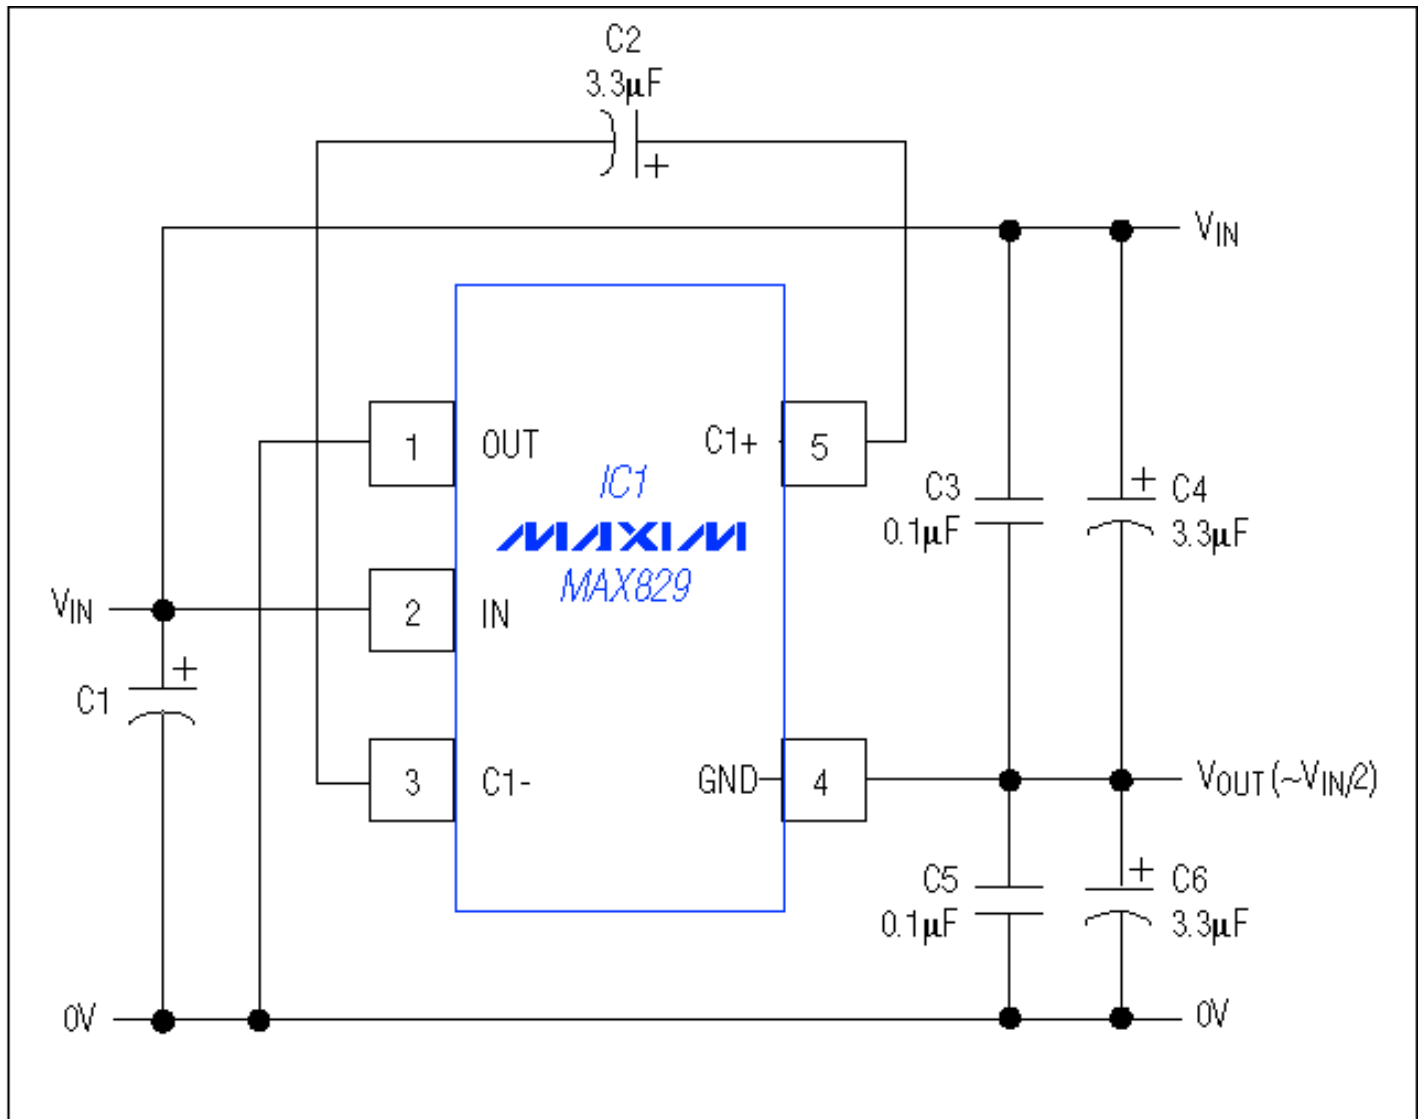 C2
3.3µF
VIN
1
OUT
C1+
5
IC1
MAXIM
MAX829
C3
0.1µF
+
C4
3.3µF
+
VIN
2
IN
+
C1
3
C1-
GND
4
VOUT (~VIN/2)
C5
0.1µF
+
C6
3.3µF
0V
0V